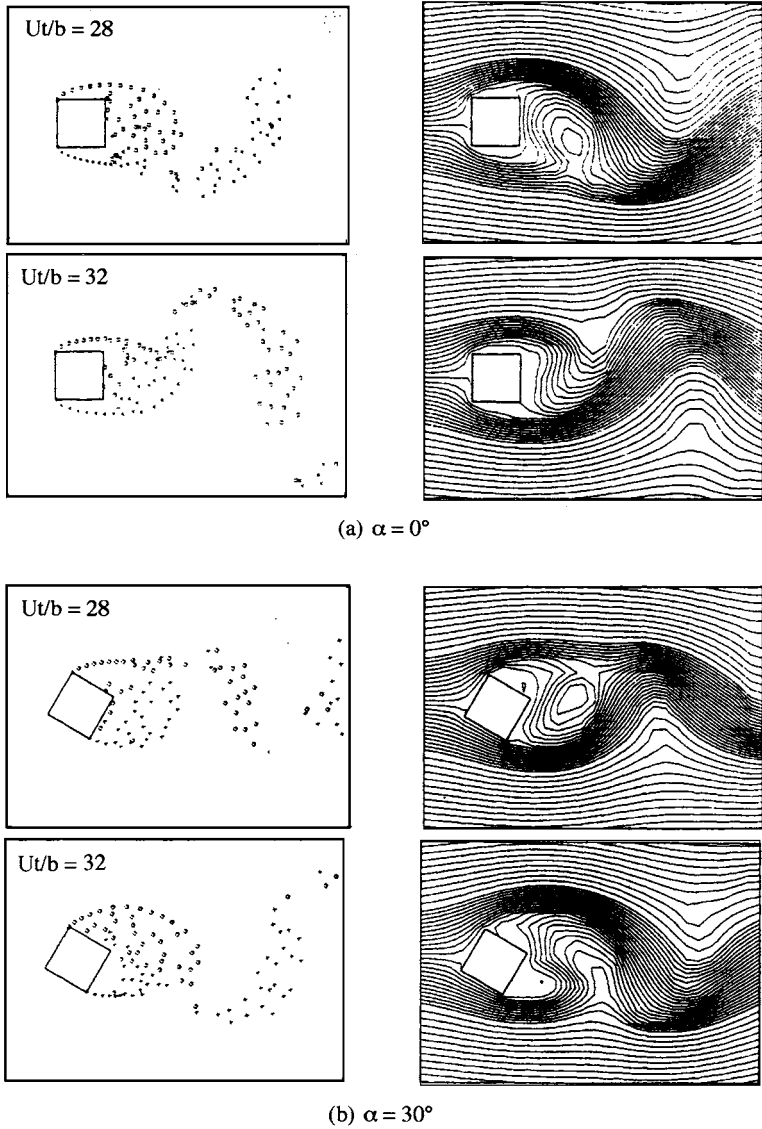 Ut/b = 28
Ut/b = 32
(a) α = 0°
Ut/b = 28
Ut/b = 32
(b) α = 30°